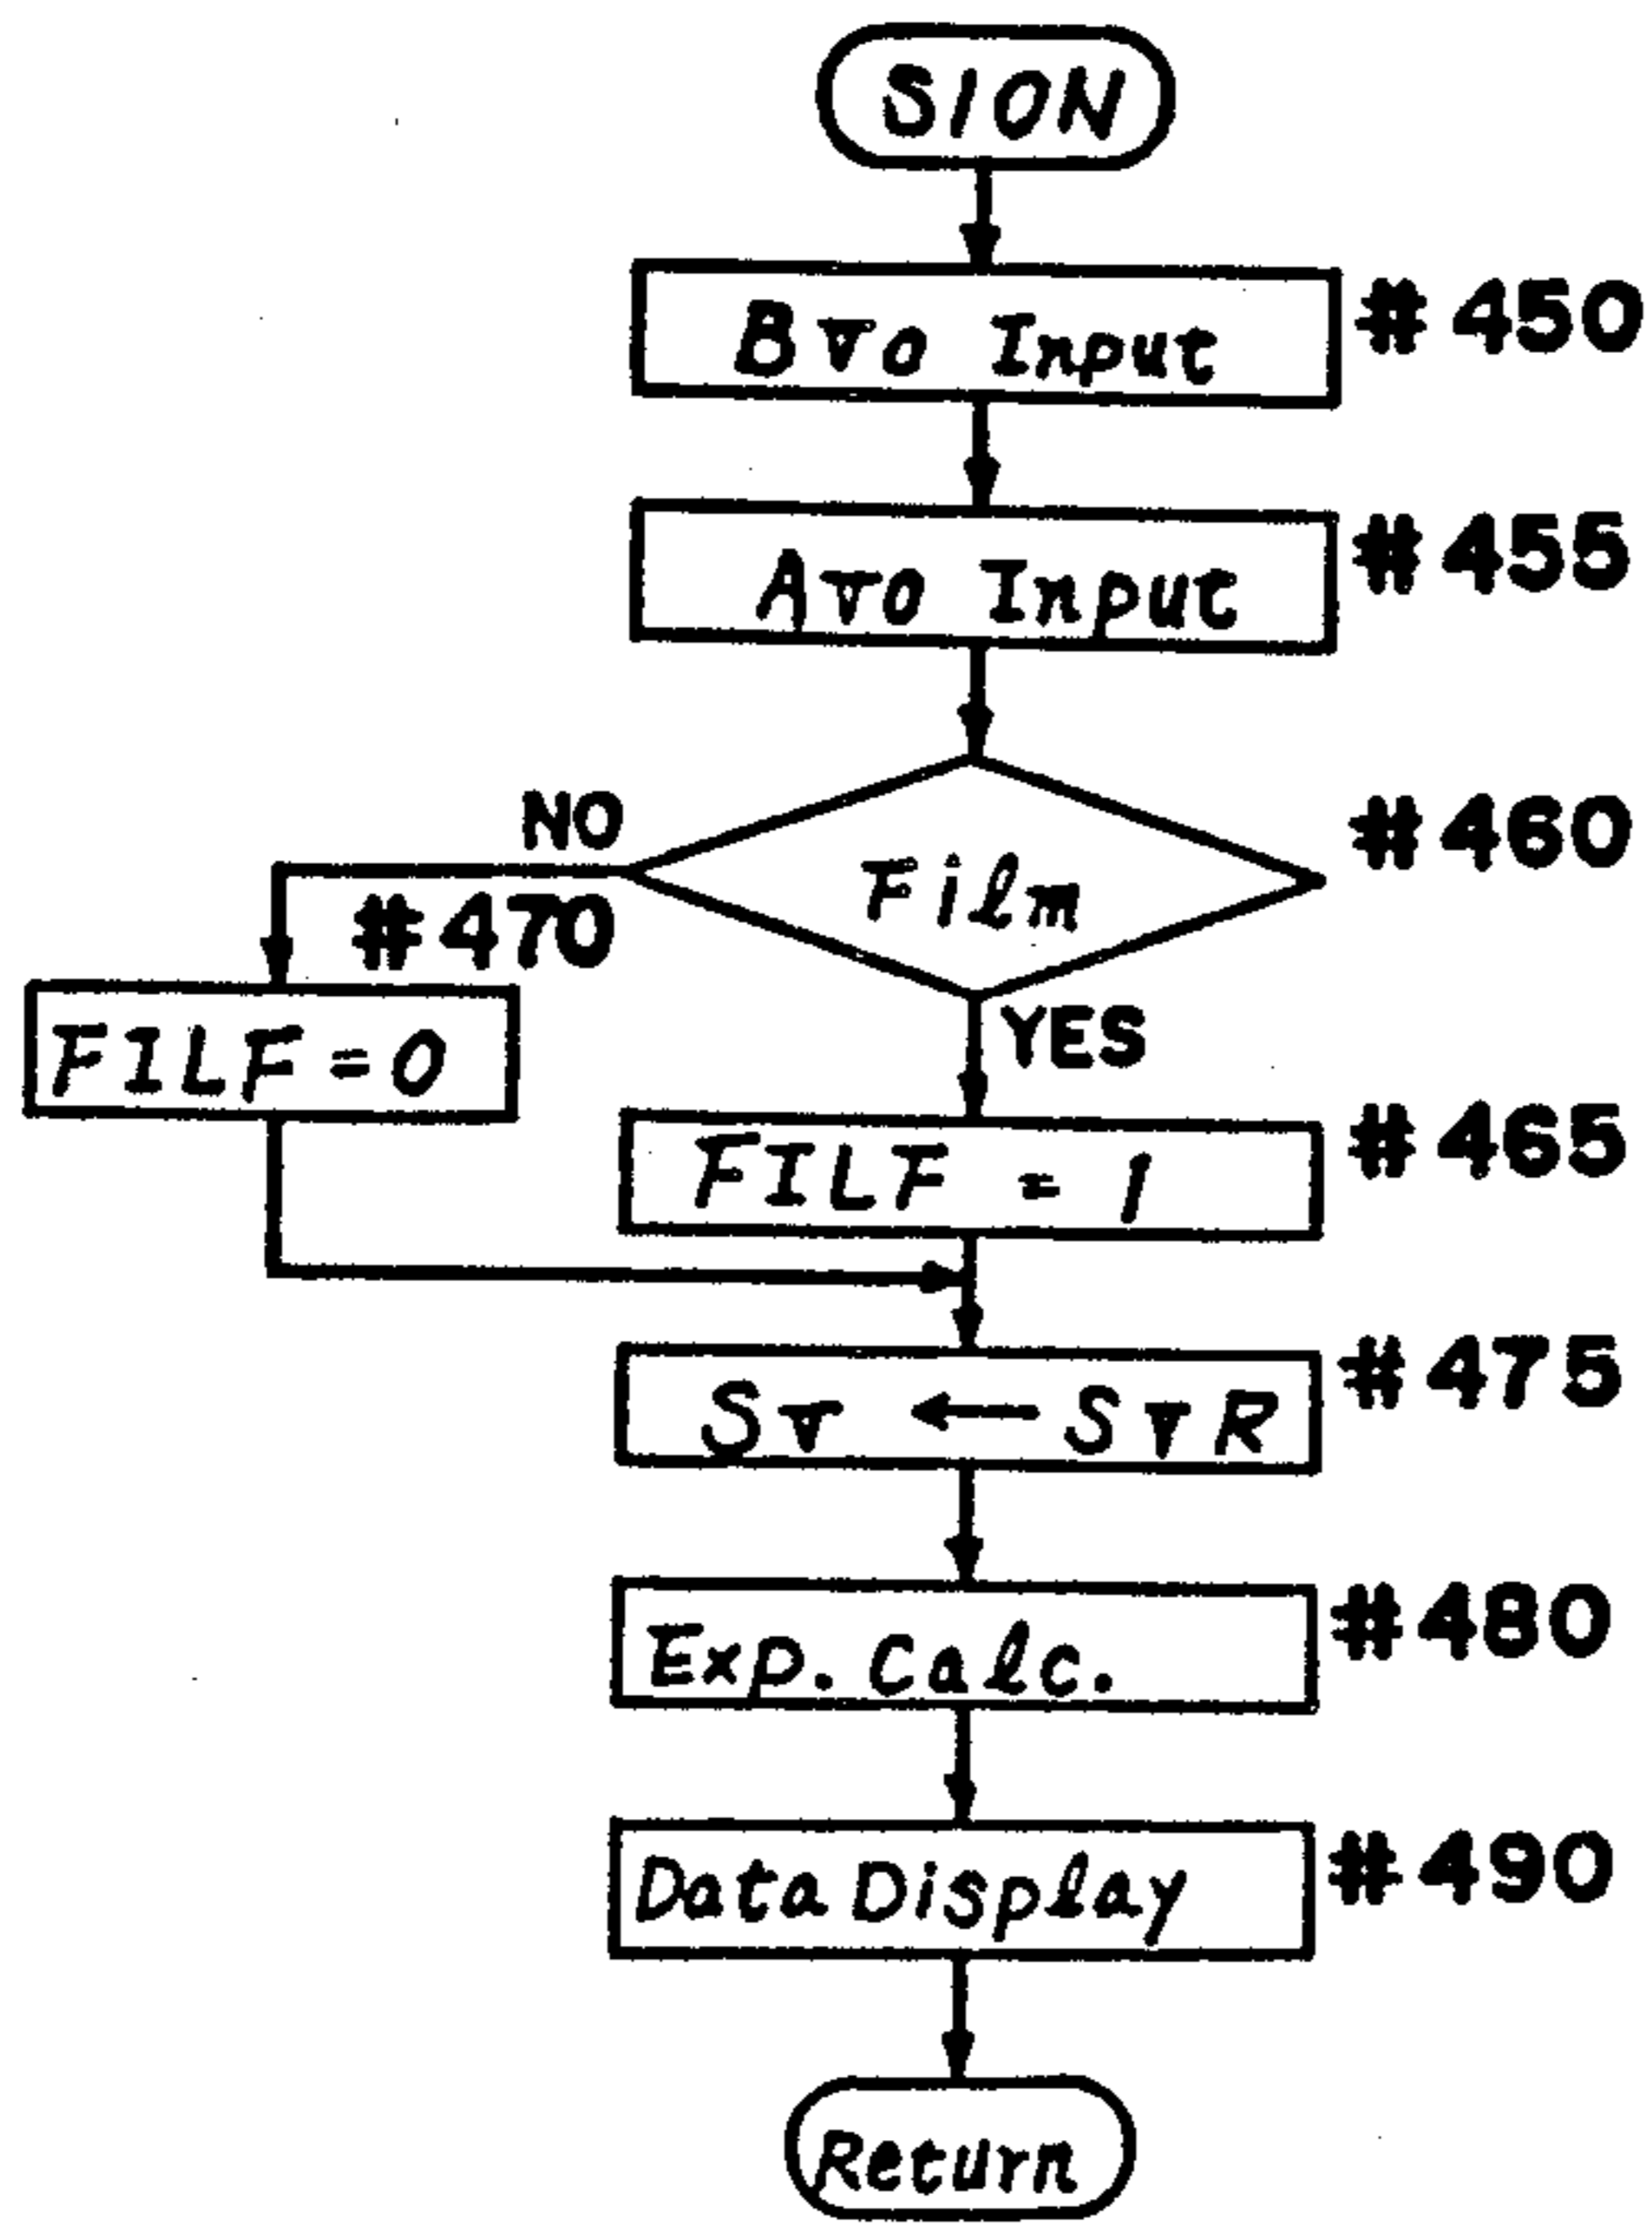 SION
Bvo Input #450
Avo Input #455
Film #460
NO
#470
FILF=0
YES
FILF = 1 #465
Sv ← SvR #475
Exp. Calc. #480
Data Display #490
Return